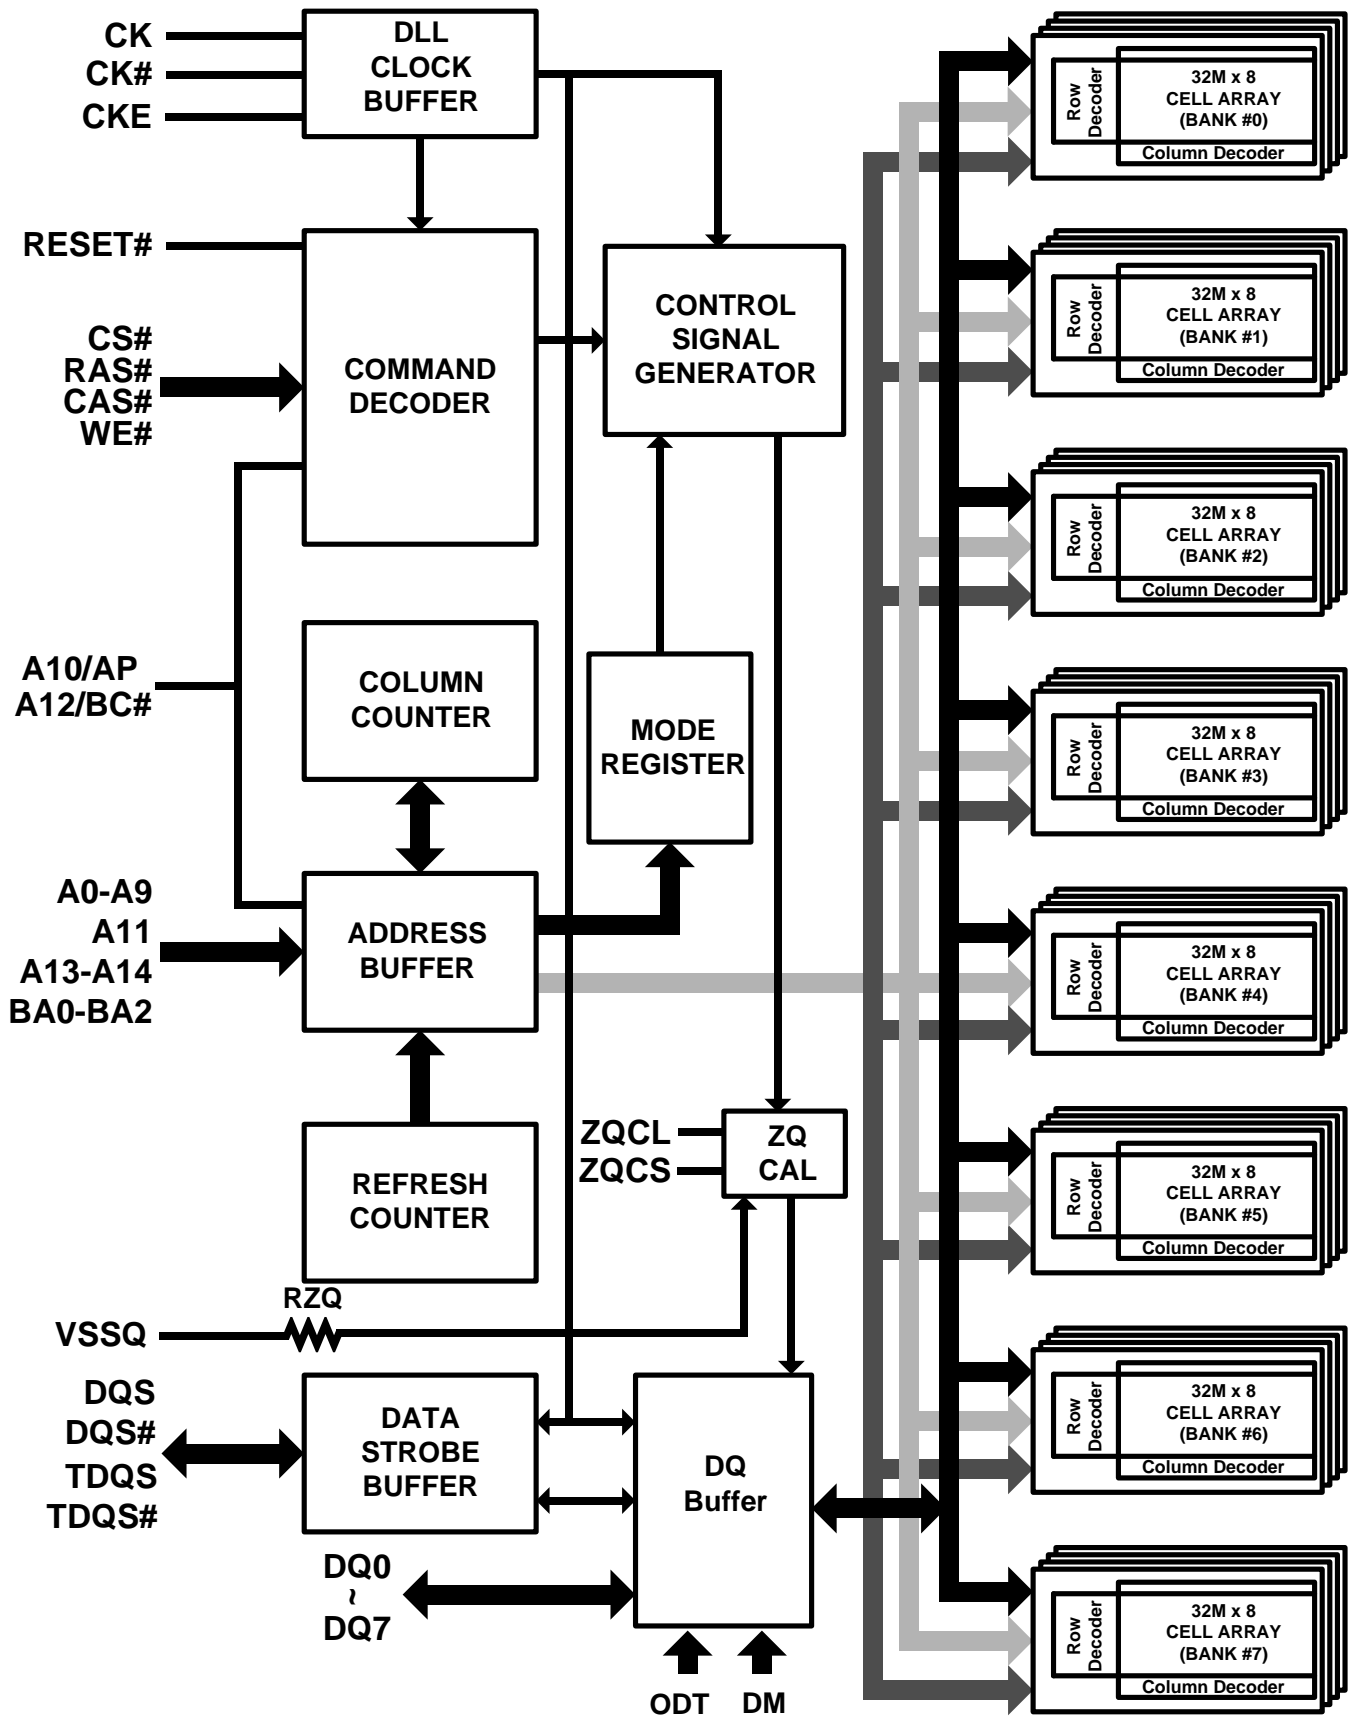 CK
CK#
CKE
DLL
CLOCK
BUFFER
RESET#
CS#
RAS#
CAS#
WE#
COMMAND
DECODER
CONTROL
SIGNAL
GENERATOR
A10/AP
A12/BC#
COLUMN
COUNTER
MODE
REGISTER
A0-A9
A11
A13-A14
BA0-BA2
ADDRESS
BUFFER
REFRESH
COUNTER
ZQCL
ZQCS
ZQ
CAL
RZQ
VSSQ
DQS
DQS#
TDQS
TDQS#
DATA
STROBE
BUFFER
DQ
Buffer
DQ0
~
DQ7
ODT
DM
Row
Decoder
32M x 8
CELL ARRAY
(BANK #0)
Column Decoder
Row
Decoder
32M x 8
CELL ARRAY
(BANK #1)
Column Decoder
Row
Decoder
32M x 8
CELL ARRAY
(BANK #2)
Column Decoder
Row
Decoder
32M x 8
CELL ARRAY
(BANK #3)
Column Decoder
Row
Decoder
32M x 8
CELL ARRAY
(BANK #4)
Column Decoder
Row
Decoder
32M x 8
CELL ARRAY
(BANK #5)
Column Decoder
Row
Decoder
32M x 8
CELL ARRAY
(BANK #6)
Column Decoder
Row
Decoder
32M x 8
CELL ARRAY
(BANK #7)
Column Decoder